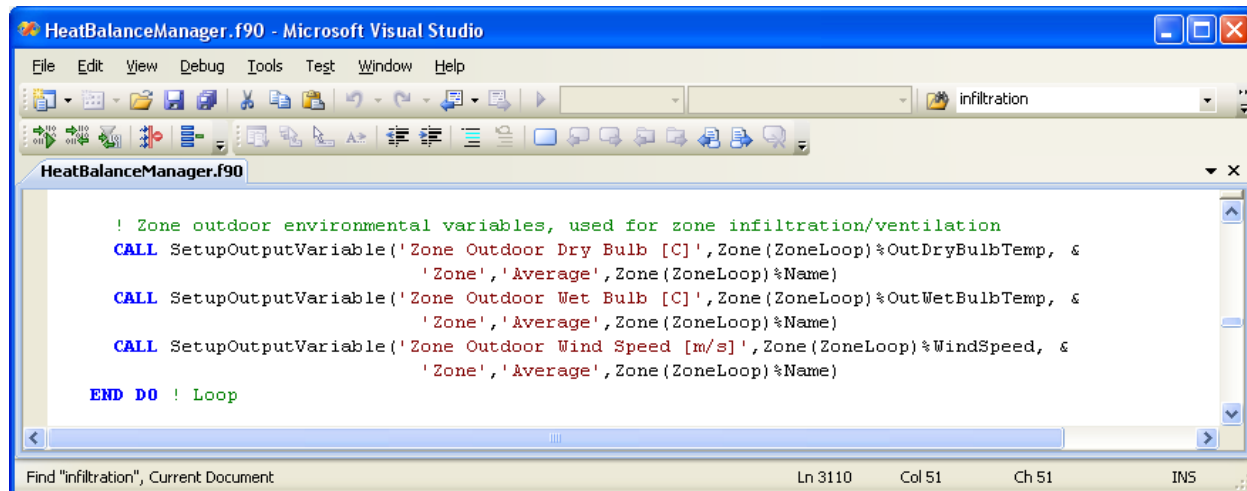 HeatBalanceManager.f90 - Microsoft Visual Studio
File Edit View Debug Tools Test Window Help
infiltration
HeatBalanceManager.f90
! Zone outdoor environmental variables, used for zone infiltration/ventilation
CALL SetupOutputVariable('Zone Outdoor Dry Bulb [C]',Zone(ZoneLoop)%OutDryBulbTemp, &
'Zone','Average',Zone(ZoneLoop)%Name)
CALL SetupOutputVariable('Zone Outdoor Wet Bulb [C]',Zone(ZoneLoop)%OutWetBulbTemp, &
'Zone','Average',Zone(ZoneLoop)%Name)
CALL SetupOutputVariable('Zone Outdoor Wind Speed [m/s]',Zone(ZoneLoop)%WindSpeed, &
'Zone','Average',Zone(ZoneLoop)%Name)
END DO ! Loop
Find "infiltration", Current Document Ln 3110 Col 51 Ch 51 INS